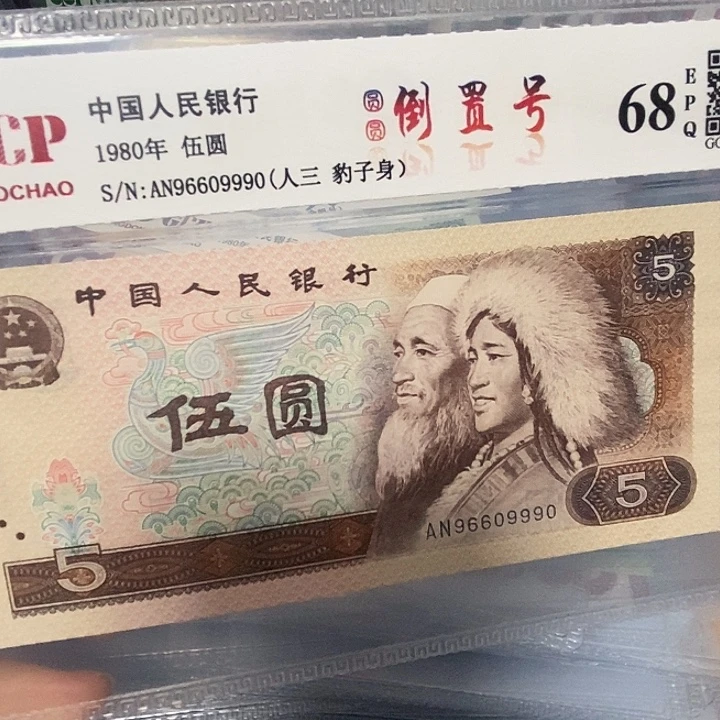 CP
OCHAO
中国人民银行
1980年 伍圆
S/N:AN96609990(人三 豹子身)
圆圆 倒置号
68 EPQ
中国人民银行
5
伍圆
AN96609990
5
5